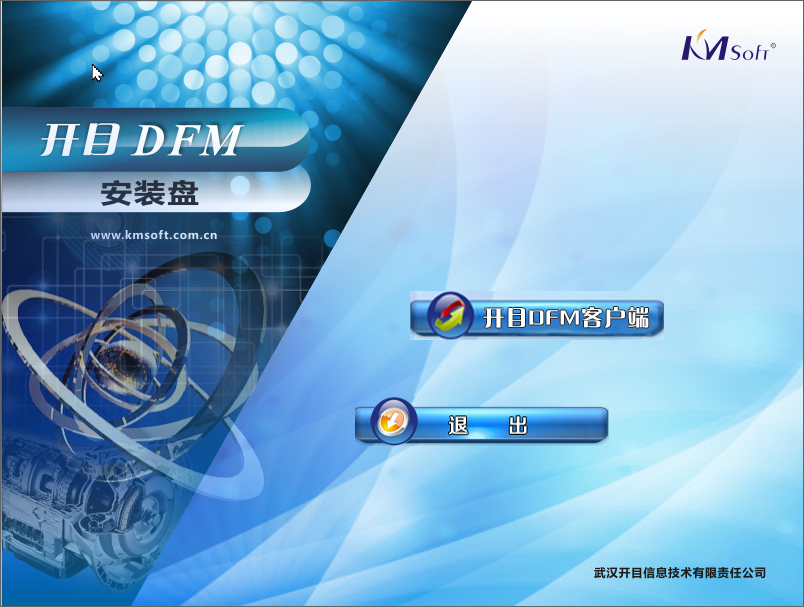 KMSoft®
开目 DFM
安装盘
www.kmsoft.com.cn
开目DFM客户端
退 出
武汉开目信息技术有限责任公司